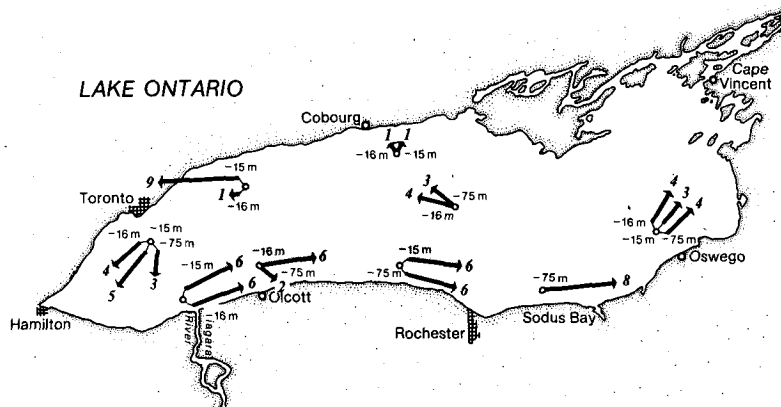 LAKE ONTARIO
Cape
Vincent
Cobourg
1 1
-16 m -15 m
-15 m
9
1
-16 m
Toronto
3
-75 m
4
-16 m
4
3
4
-16 m
-15 m -75 m
Oswego
-15 m
-16 m
-75 m
4
5
3
-15 m
6
-16 m
6
-75 m
2
6
-16 m
Olcott
-15 m
6
-75 m
6
-75 m
8
Hamilton
Niagara
River
Rochester
Sodus Bay